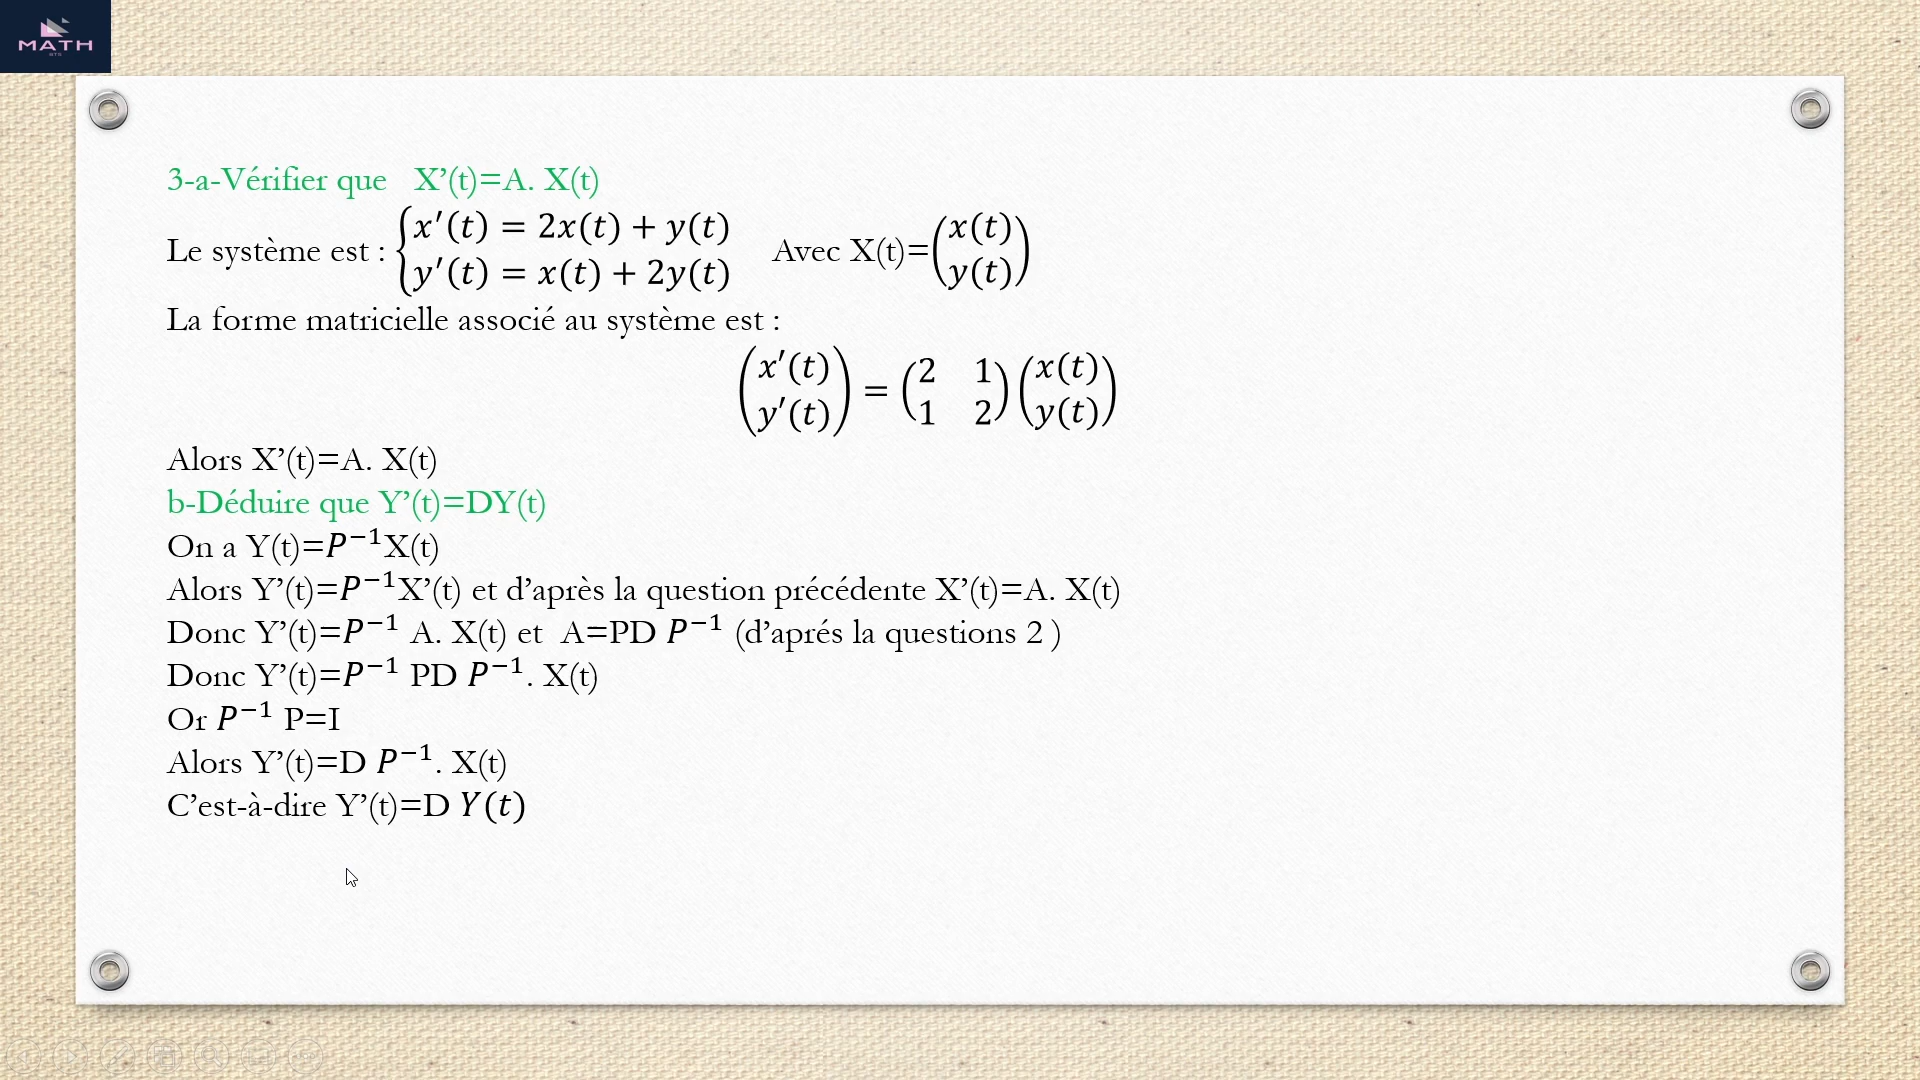 MATH
3-a-Vérifier que X’(t)=A. X(t)
Le système est : {x′(t) = 2x(t) + y(t) y′(t) = x(t) + 2y(t) Avec X(t)=(x(t) y(t))
La forme matricielle associé au système est :
(x′(t) y′(t)) = (2 1 1 2)(x(t) y(t))
Alors X’(t)=A. X(t)
b-Déduire que Y’(t)=DY(t)
On a Y(t)=P⁻¹X(t)
Alors Y’(t)=P⁻¹X’(t) et d’après la question précédente X’(t)=A. X(t)
Donc Y’(t)=P⁻¹ A. X(t) et A=PD P⁻¹ (d’aprés la questions 2 )
Donc Y’(t)=P⁻¹ PD P⁻¹. X(t)
Or P⁻¹ P=I
Alors Y’(t)=D P⁻¹. X(t)
C’est-à-dire Y’(t)=D Y(t)